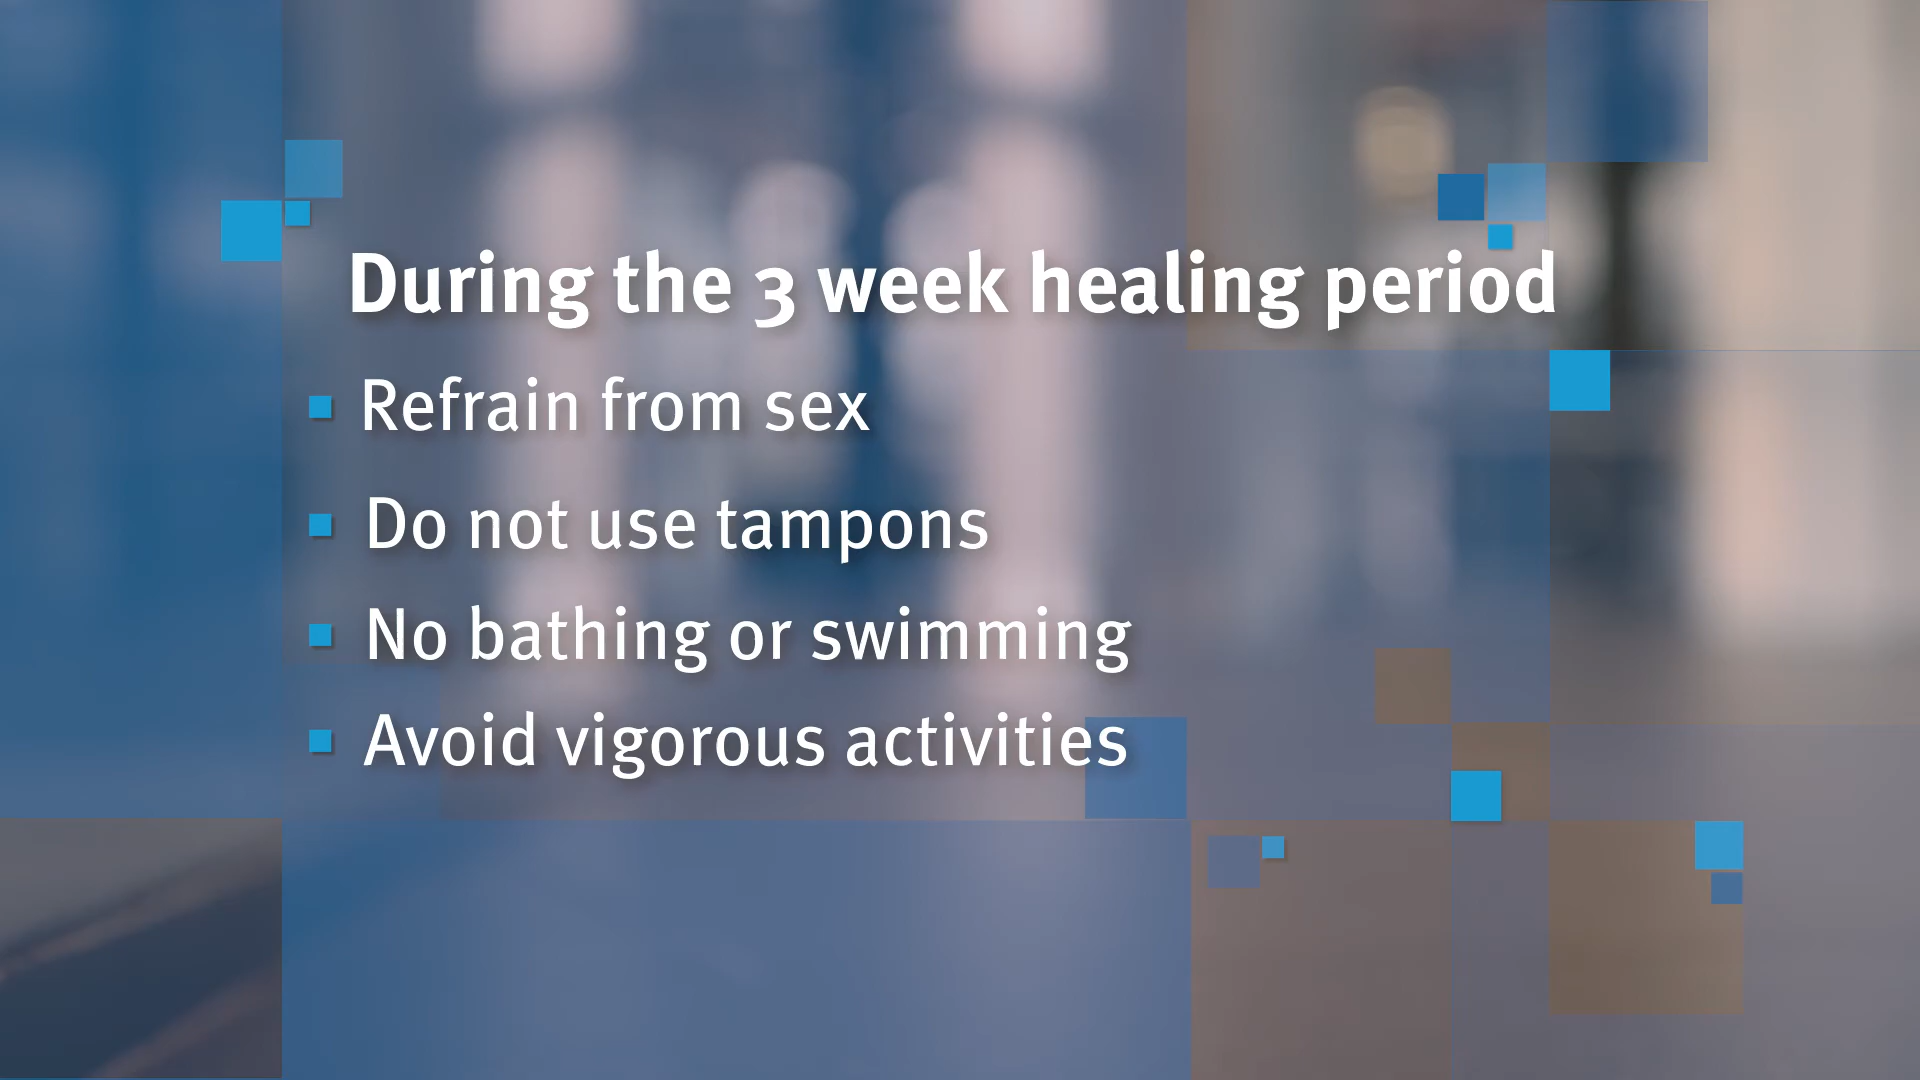 During the 3 week healing period
Refrain from sex
Do not use tampons
No bathing or swimming
Avoid vigorous activities